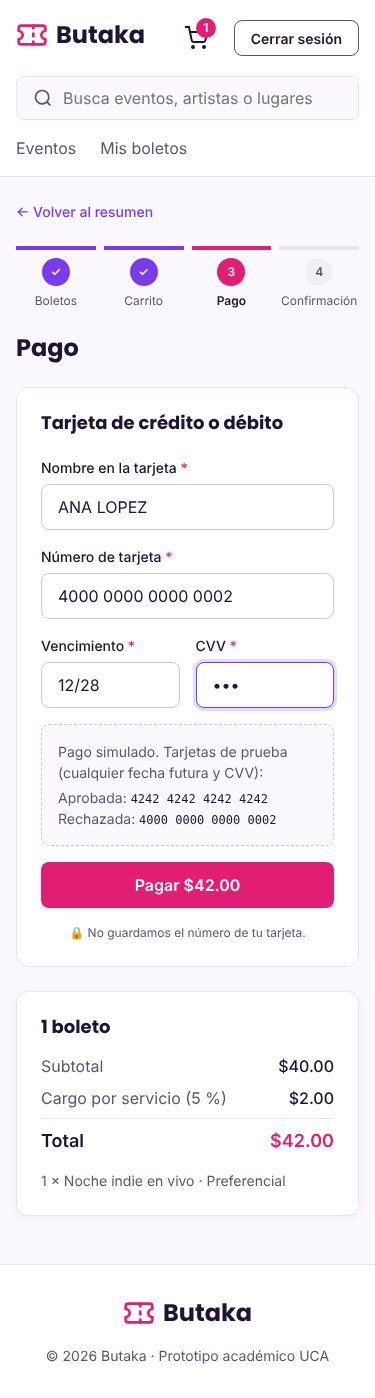 Butaka
1
Cerrar sesión
Busca eventos, artistas o lugares
Eventos
Mis boletos
← Volver al resumen
✓
✓
3
4
Boletos
Carrito
Pago
Confirmación
Pago
Tarjeta de crédito o débito
Nombre en la tarjeta *
ANA LOPEZ
Número de tarjeta *
4000 0000 0000 0002
Vencimiento *
CVV *
12/28
•••
Pago simulado. Tarjetas de prueba
(cualquier fecha futura y CVV):
Aprobada: 4242 4242 4242 4242
Rechazada: 4000 0000 0000 0002
Pagar $42.00
🔒 No guardamos el número de tu tarjeta.
1 boleto
Subtotal $40.00
Cargo por servicio (5 %) $2.00
Total $42.00
1 × Noche indie en vivo · Preferencial
Butaka
© 2026 Butaka · Prototipo académico UCA